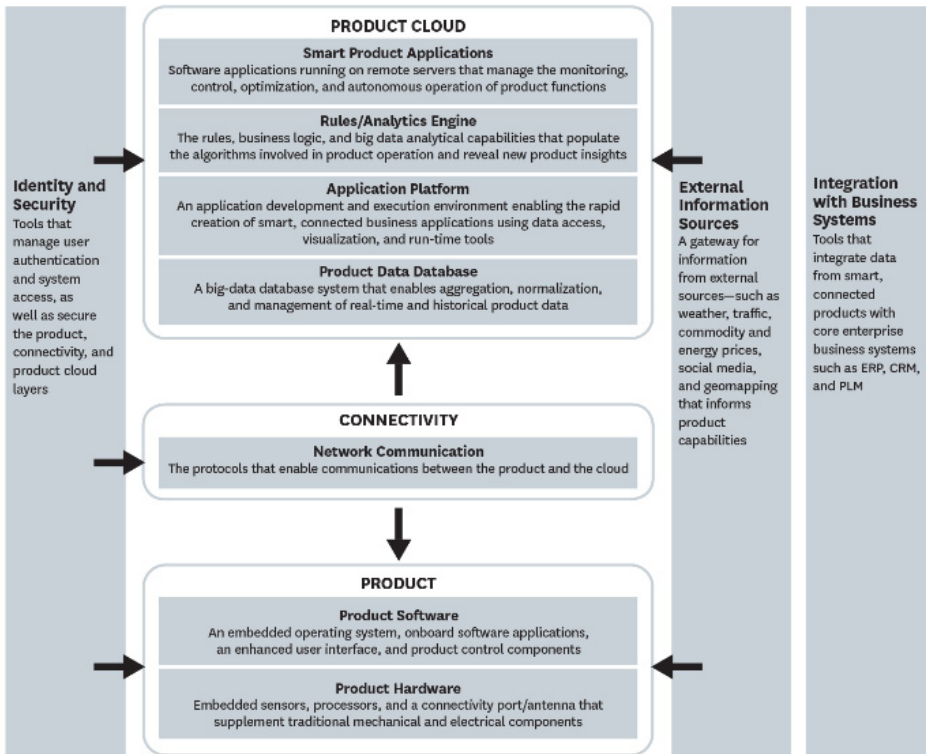 PRODUCT CLOUD
Smart Product Applications
Software applications running on remote servers that manage the monitoring,
control, optimization, and autonomous operation of product functions
Rules/Analytics Engine
The rules, business logic, and big data analytical capabilities that populate
the algorithms involved in product operation and reveal new product insights
Application Platform
An application development and execution environment enabling the rapid
creation of smart, connected business applications using data access,
visualization, and run-time tools
Product Data Database
A big-data database system that enables aggregation, normalization,
and management of real-time and historical product data
Identity and
Security
Tools that
manage user
authentication
and system
access, as
well as secure
the product,
connectivity, and
product cloud
layers
CONNECTIVITY
Network Communication
The protocols that enable communications between the product and the cloud
PRODUCT
Product Software
An embedded operating system, onboard software applications,
an enhanced user interface, and product control components
Product Hardware
Embedded sensors, processors, and a connectivity port/antenna that
supplement traditional mechanical and electrical components
External
Information
Sources
A gateway for
information
from external
sources—such as
weather, traffic,
commodity and
energy prices,
social media,
and geomapping
that informs
product
capabilities
Integration
with Business
Systems
Tools that
integrate data
from smart,
connected
products with
core enterprise
business systems
such as ERP, CRM,
and PLM